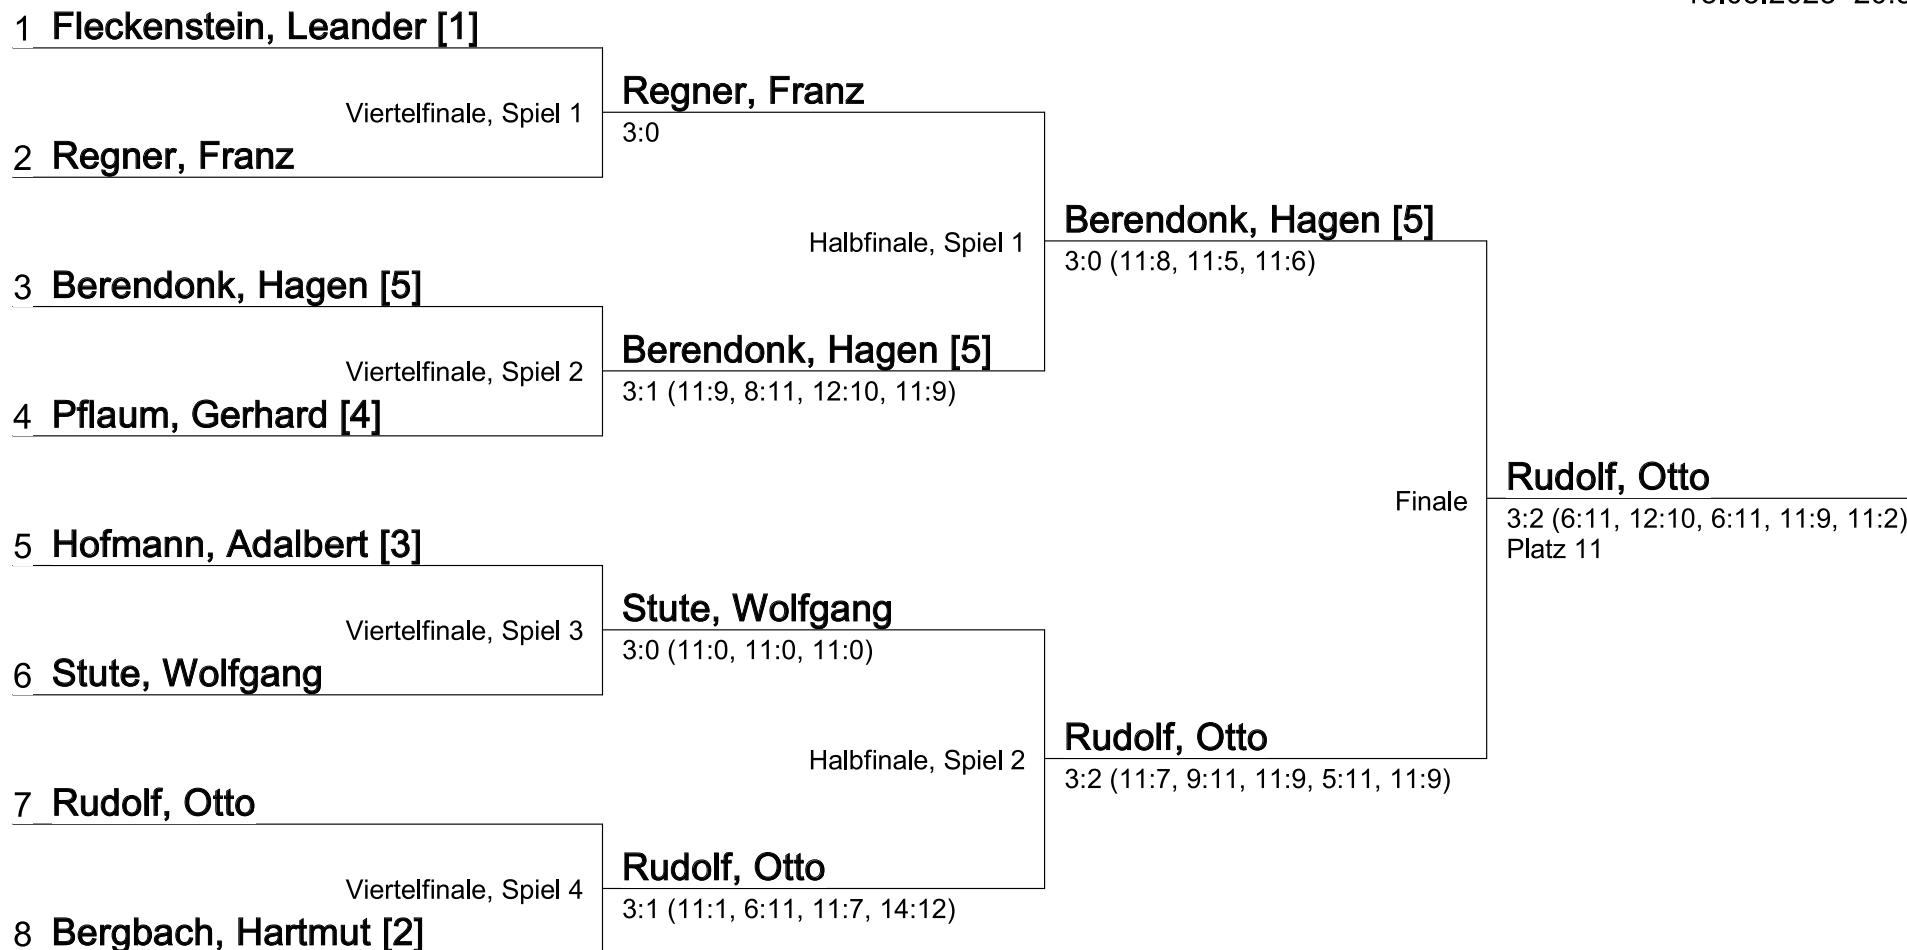 1 Fleckenstein, Leander [1]
Viertelfinale, Spiel 1
Regner, Franz
3:0
2 Regner, Franz
Halbfinale, Spiel 1
Berendonk, Hagen [5]
3:0 (11:8, 11:5, 11:6)
3 Berendonk, Hagen [5]
Viertelfinale, Spiel 2
Berendonk, Hagen [5]
3:1 (11:9, 8:11, 12:10, 11:9)
4 Pflaum, Gerhard [4]
Finale
Rudolf, Otto
3:2 (6:11, 12:10, 6:11, 11:9, 11:2)
Platz 11
5 Hofmann, Adalbert [3]
Viertelfinale, Spiel 3
Stute, Wolfgang
3:0 (11:0, 11:0, 11:0)
6 Stute, Wolfgang
Halbfinale, Spiel 2
Rudolf, Otto
3:2 (11:7, 9:11, 11:9, 5:11, 11:9)
7 Rudolf, Otto
Viertelfinale, Spiel 4
Rudolf, Otto
3:1 (11:1, 6:11, 11:7, 14:12)
8 Bergbach, Hartmut [2]